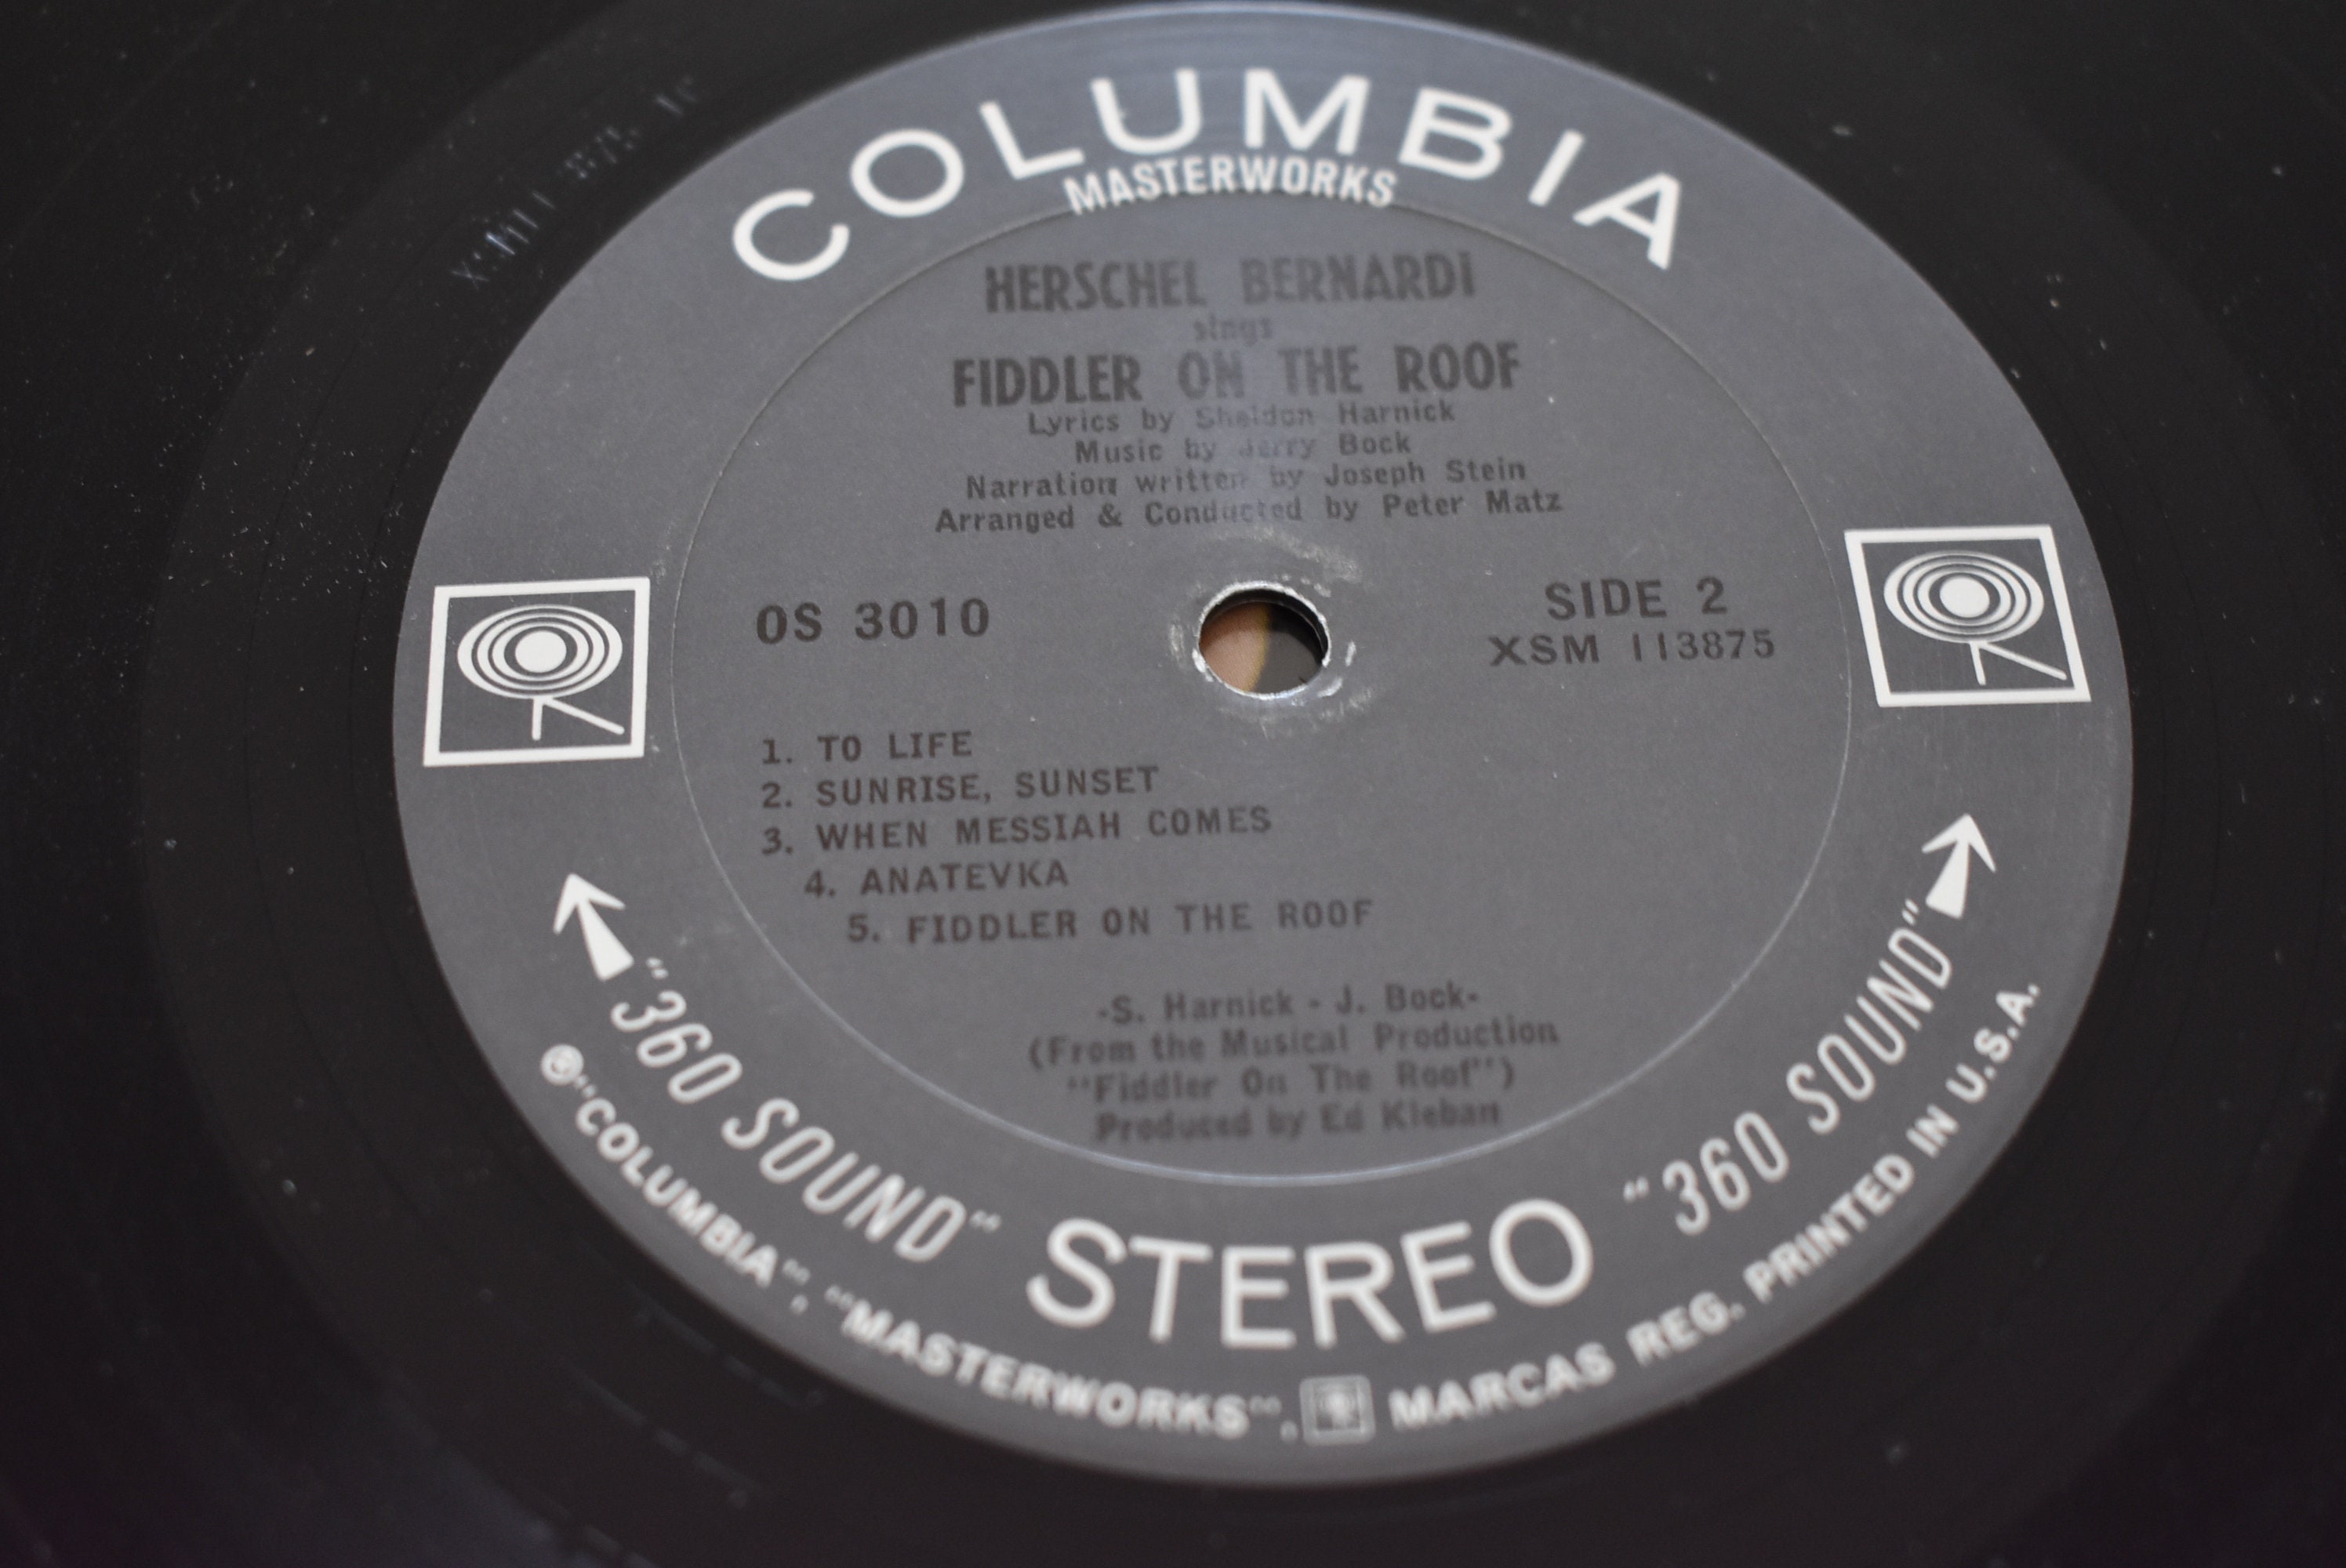 COLUMBIA
MASTERWORKS
HERSCHEL BERNARDI
sings
FIDDLER ON THE ROOF
Lyrics by Sheldon Harnick
Music by Jerry Bock
Narration written by Joseph Stein
Arranged & Conducted by Peter Matz
OS 3010
SIDE 2
XSM 113875
1. TO LIFE
2. SUNRISE, SUNSET
3. WHEN MESSIAH COMES
4. ANATEVKA
5. FIDDLER ON THE ROOF
-S. Harnick - J. Bock-
(From the Musical Production
"Fiddler On The Roof")
Produced by Ed Kleban
"360 SOUND" STEREO "360 SOUND"
"COLUMBIA", "MASTERWORKS", MARCAS REG. PRINTED IN U.S.A.